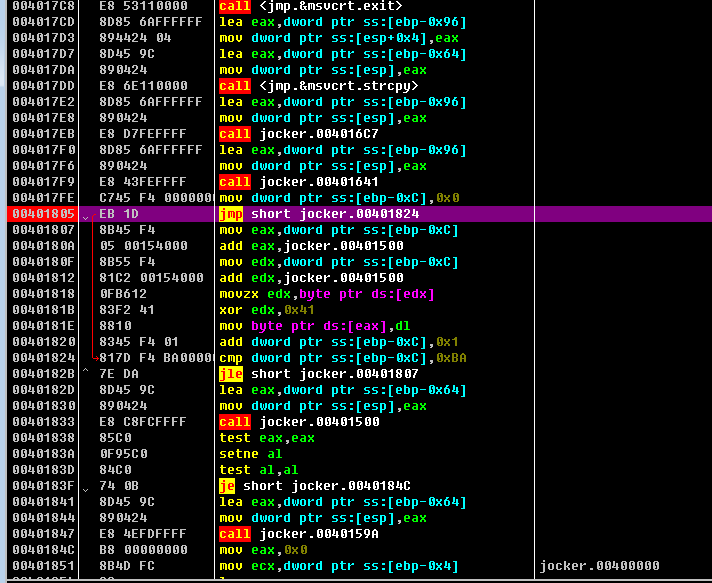 004017C8 E8 53110000 call <jmp.&msvcrt.exit>
004017CD 8D85 6AFFFFFF lea eax,dword ptr ss:[ebp-0x96]
004017D3 894424 04 mov dword ptr ss:[esp+0x4],eax
004017D7 8D45 9C lea eax,dword ptr ss:[ebp-0x64]
004017DA 890424 mov dword ptr ss:[esp],eax
004017DD E8 6E110000 call <jmp.&msvcrt.strcpy>
004017E2 8D85 6AFFFFFF lea eax,dword ptr ss:[ebp-0x96]
004017E8 890424 mov dword ptr ss:[esp],eax
004017EB E8 D7FEFFFF call jocker.004016C7
004017F0 8D85 6AFFFFFF lea eax,dword ptr ss:[ebp-0x96]
004017F6 890424 mov dword ptr ss:[esp],eax
004017F9 E8 43FEFFFF call jocker.00401641
004017FE C745 F4 0000000 mov dword ptr ss:[ebp-0xC],0x0
00401805 EB 1D jmp short jocker.00401824
00401807 8B45 F4 mov eax,dword ptr ss:[ebp-0xC]
0040180A 05 00154000 add eax,jocker.00401500
0040180F 8B55 F4 mov edx,dword ptr ss:[ebp-0xC]
00401812 81C2 00154000 add edx,jocker.00401500
00401818 0FB612 movzx edx,byte ptr ds:[edx]
0040181B 83F2 41 xor edx,0x41
0040181E 8810 mov byte ptr ds:[eax],dl
00401820 8345 F4 01 add dword ptr ss:[ebp-0xC],0x1
00401824 817D F4 BA00000 cmp dword ptr ss:[ebp-0xC],0xBA
0040182B 7E DA jle short jocker.00401807
0040182D 8D45 9C lea eax,dword ptr ss:[ebp-0x64]
00401830 890424 mov dword ptr ss:[esp],eax
00401833 E8 C8FCFFFF call jocker.00401500
00401838 85C0 test eax,eax
0040183A 0F95C0 setne al
0040183D 84C0 test al,al
0040183F 74 0B je short jocker.0040184C
00401841 8D45 9C lea eax,dword ptr ss:[ebp-0x64]
00401844 890424 mov dword ptr ss:[esp],eax
00401847 E8 4EFDFFFF call jocker.0040159A
0040184C B8 00000000 mov eax,0x0
00401851 8B4D FC mov ecx,dword ptr ss:[ebp-0x4] jocker.00400000